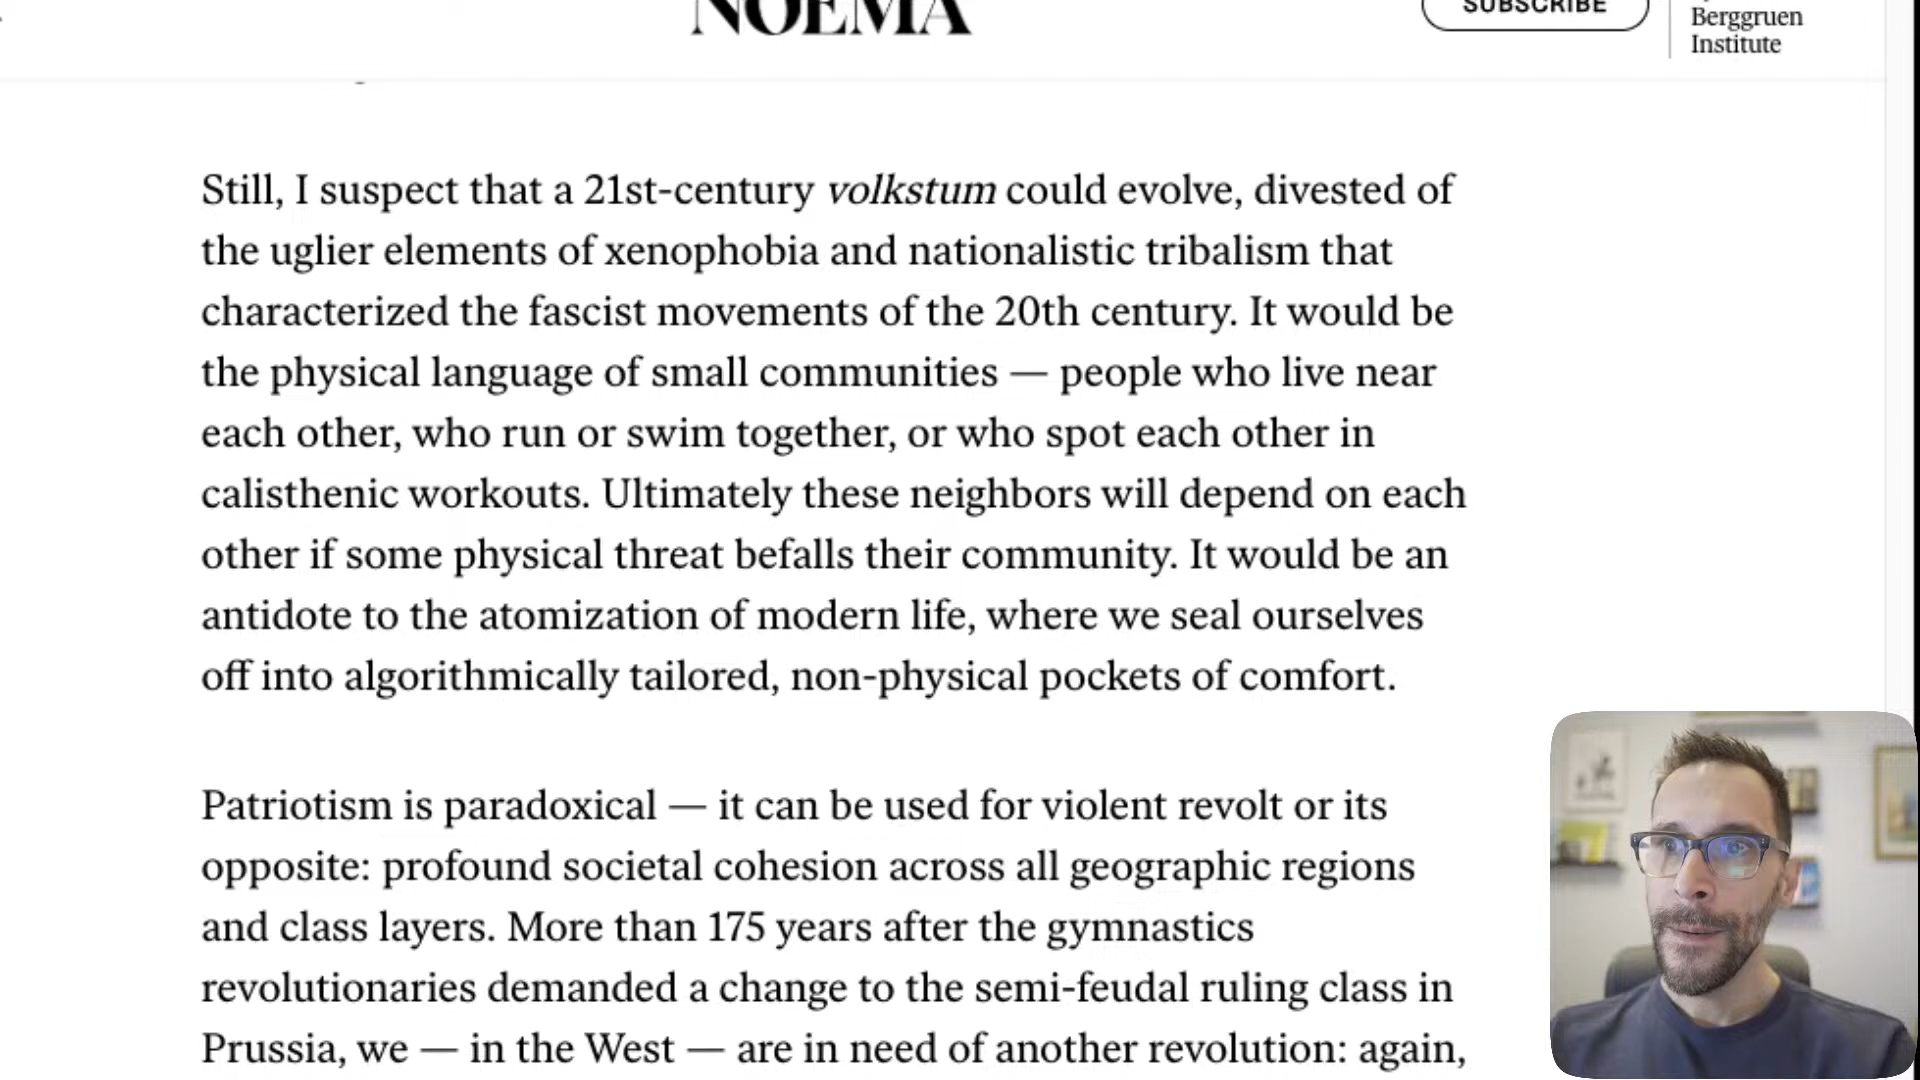 NOEMA
SUBSCRIBE
Berggruen
Institute
Still, I suspect that a 21st-century volkstum could evolve, divested of
the uglier elements of xenophobia and nationalistic tribalism that
characterized the fascist movements of the 20th century. It would be
the physical language of small communities — people who live near
each other, who run or swim together, or who spot each other in
calisthenic workouts. Ultimately these neighbors will depend on each
other if some physical threat befalls their community. It would be an
antidote to the atomization of modern life, where we seal ourselves
off into algorithmically tailored, non-physical pockets of comfort.
Patriotism is paradoxical — it can be used for violent revolt or its
opposite: profound societal cohesion across all geographic regions
and class layers. More than 175 years after the gymnastics
revolutionaries demanded a change to the semi-feudal ruling class in
Prussia, we — in the West — are in need of another revolution: again,